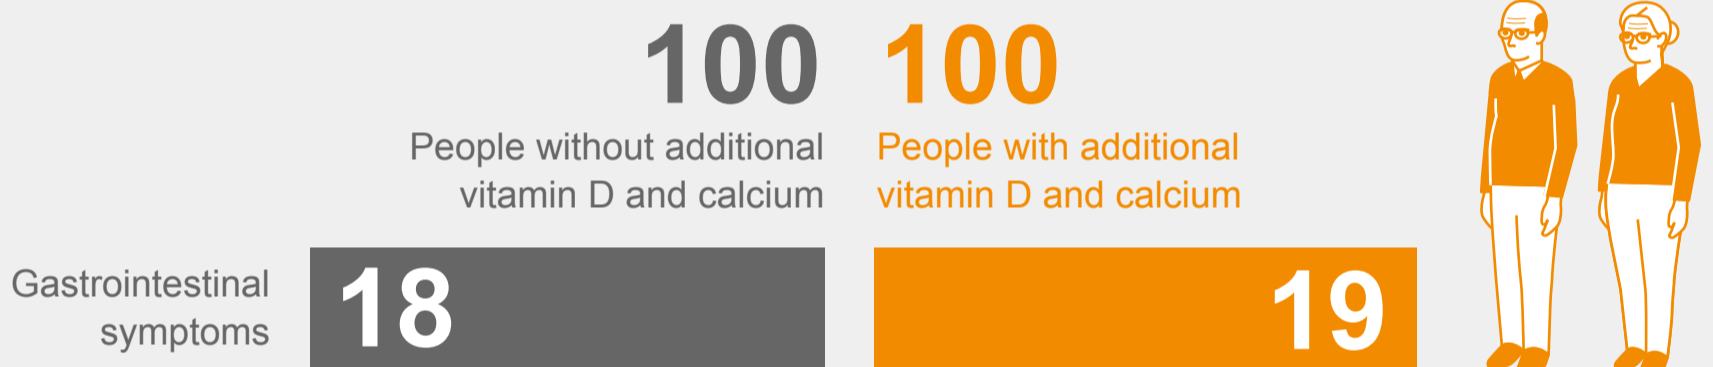 100
People without additional
vitamin D and calcium
100
People with additional
vitamin D and calcium
Gastrointestinal
symptoms
18
19